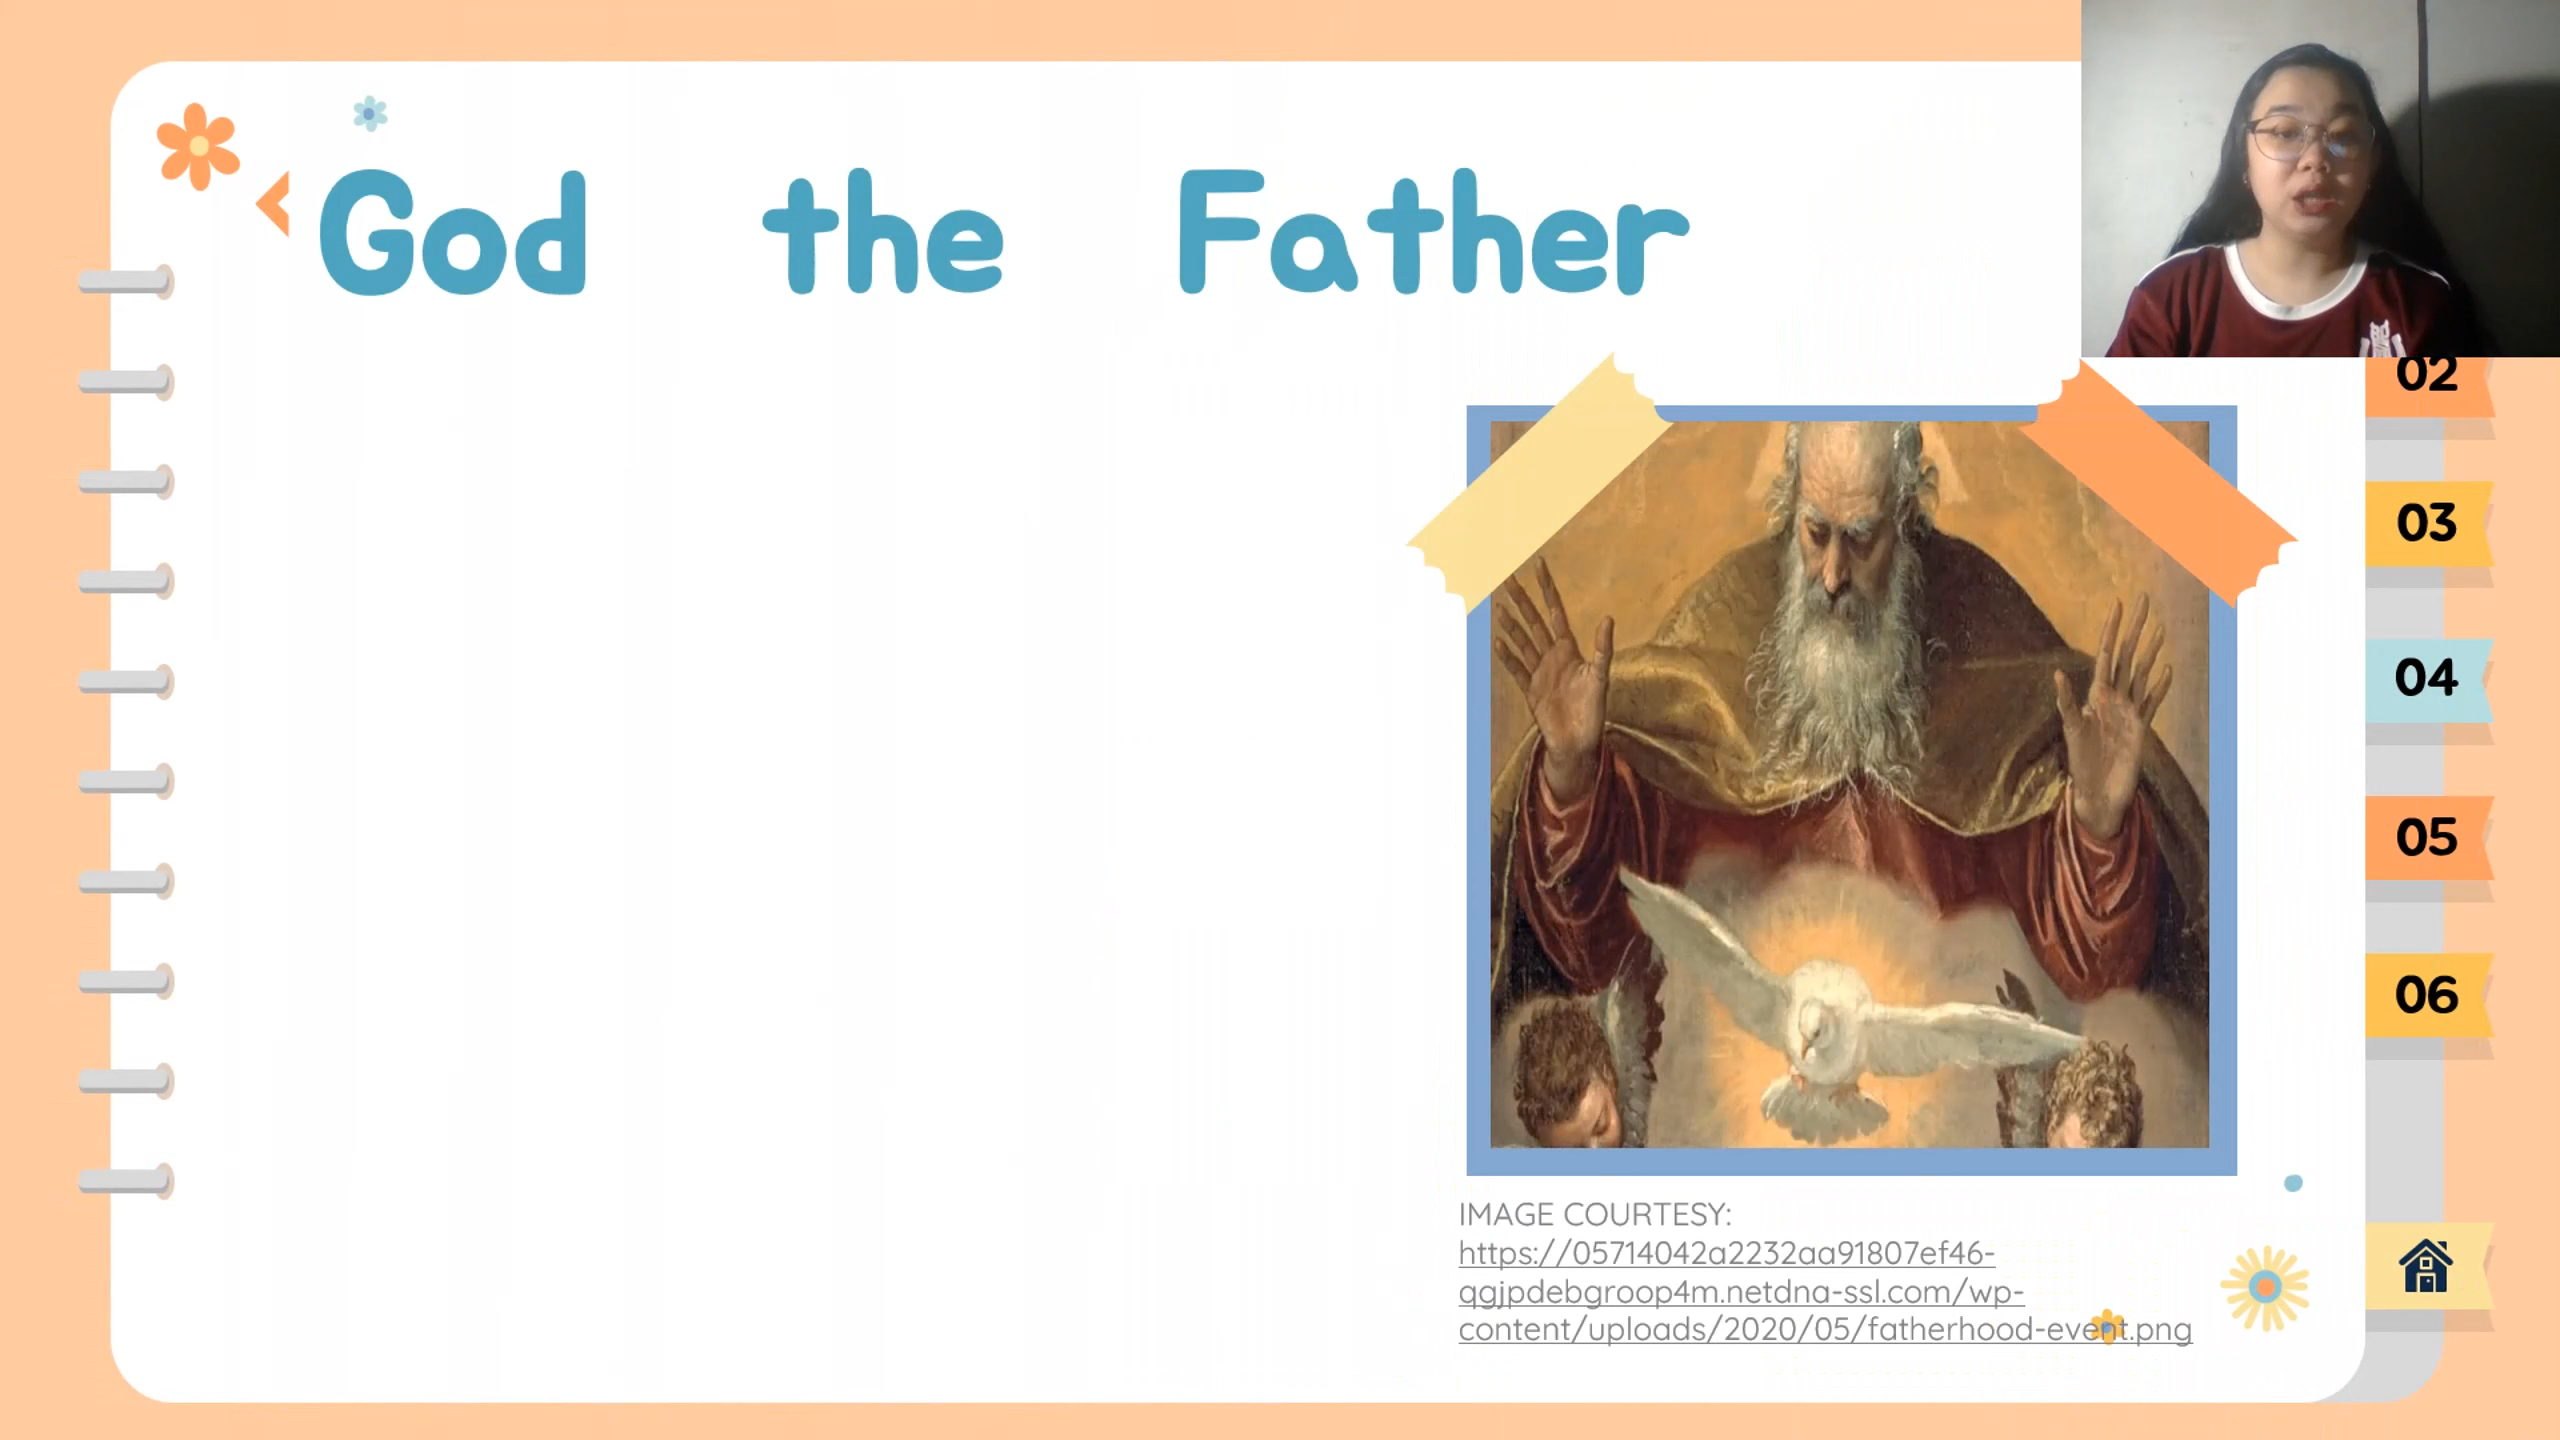 God the Father
02
03
04
05
06
IMAGE COURTESY:
https://05714042a2232aa91807ef46-
qgjpdebgroop4m.netdna-ssl.com/wp-
content/uploads/2020/05/fatherhood-event.png